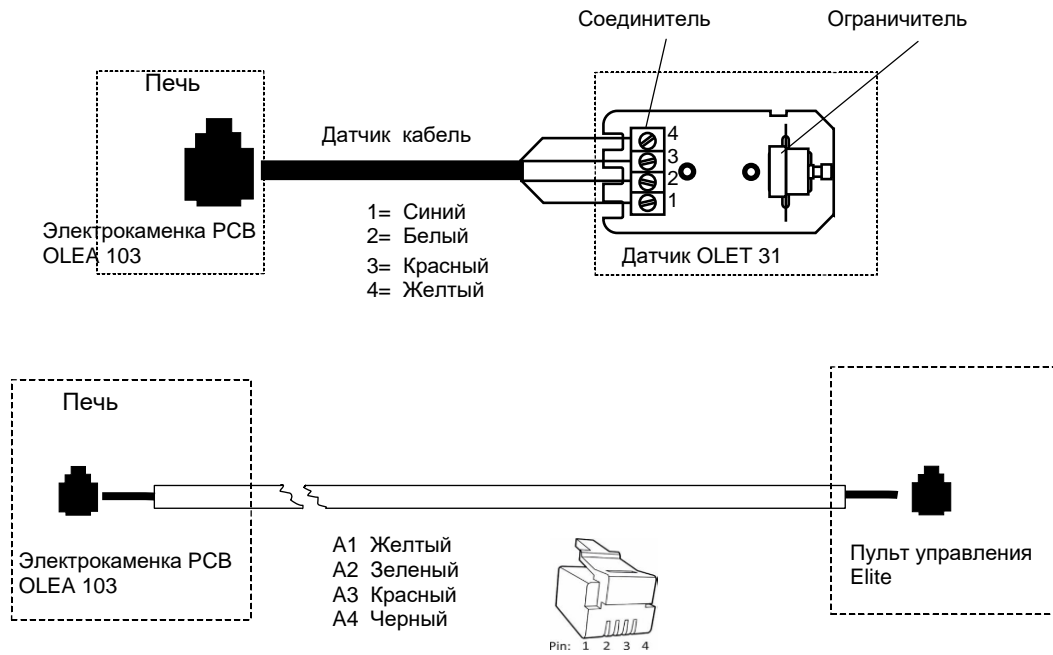 Соединитель
Ограничитель
Печь
Датчик кабель
4
3
2
1
1= Синий
2= Белый
3= Красный
4= Желтый
Электрокаменка PCB
OLEA 103
Датчик OLET 31
Печь
Электрокаменка PCB
OLEA 103
A1 Желтый
A2 Зеленый
A3 Красный
A4 Черный
Pin: 1 2 3 4
Пульт управления
Elite